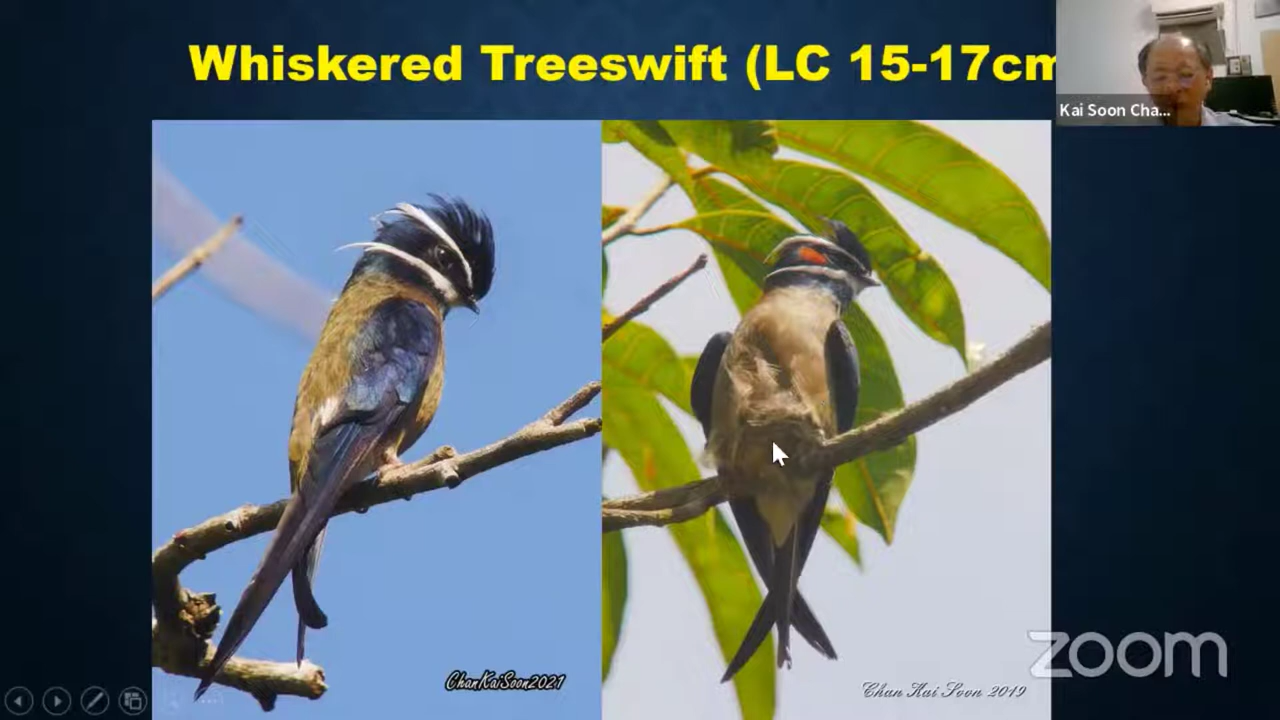 Whiskered Treeswift (LC 15-17cm
Kai Soon Cha...
ChanKaiSoon2021
Chan Kai Soon 2019
zoom